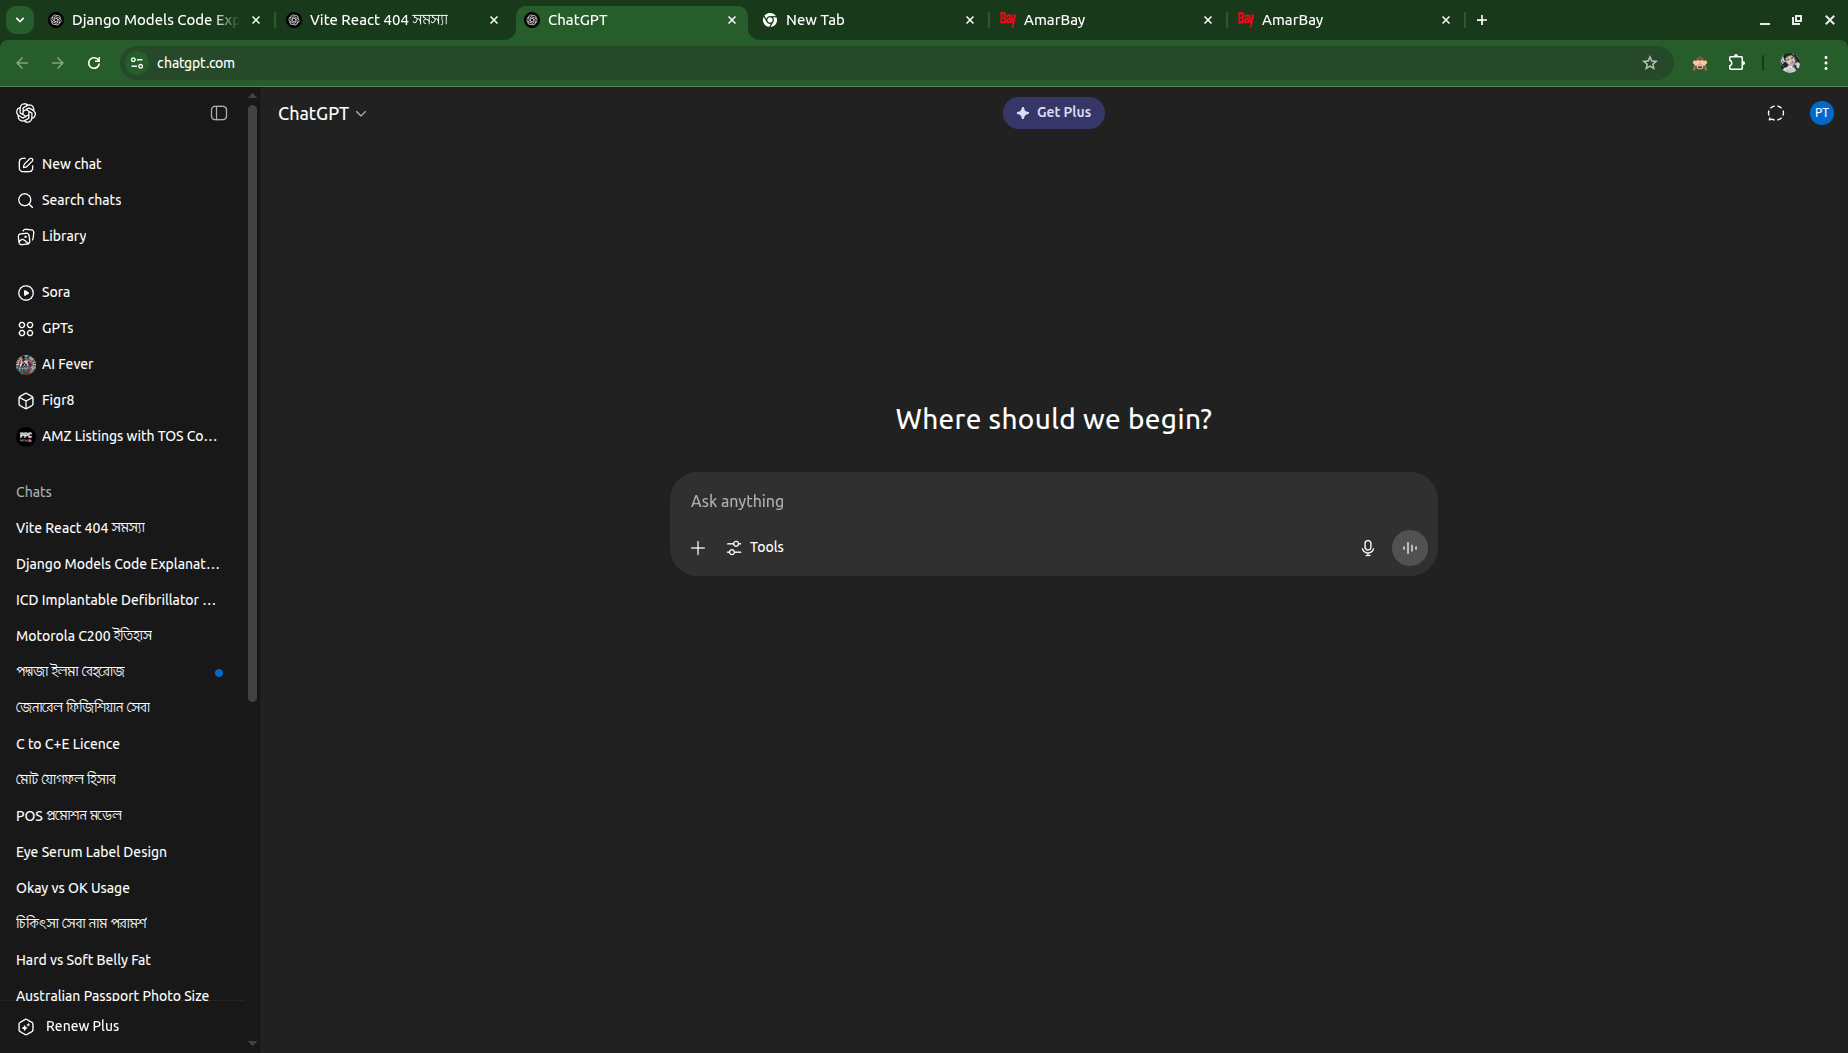 Django Models Code Exp
Vite React 404 সমস্যা
ChatGPT
New Tab
AmarBay
AmarBay
chatgpt.com
ChatGPT
Get Plus
PT
New chat
Search chats
Library
Sora
GPTs
AI Fever
Figr8
PPC
AMZ Listings with TOS Co...
Chats
Vite React 404 সমস্যা
Django Models Code Explanat...
ICD Implantable Defibrillator ...
Motorola C200 ইতিহাস
পদ্মজা ইলমা বেহরোজ
জেনারেল ফিজিশিয়ান সেবা
C to C+E Licence
মোট যোগফল হিসাব
POS প্রমোশন মডেল
Eye Serum Label Design
Okay vs OK Usage
চিকিৎসা সেবা নাম পরামর্শ
Hard vs Soft Belly Fat
Australian Passport Photo Size
Renew Plus
Where should we begin?
Ask anything
Tools